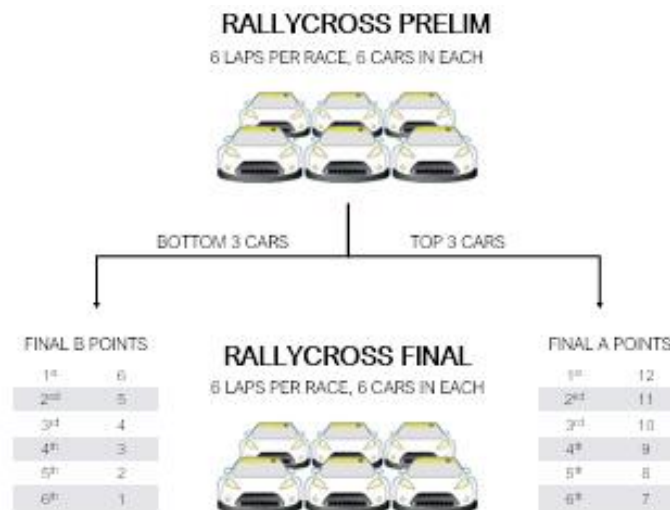 RALLYCROSS PRELIM
6 LAPS PER RACE, 6 CARS IN EACH
BOTTOM 3 CARS
TOP 3 CARS
FINAL B POINTS
1st 6
2nd 5
3rd 4
4th 3
5th 2
6th 1
RALLYCROSS FINAL
6 LAPS PER RACE, 6 CARS IN EACH
FINAL A POINTS
1st 12
2nd 11
3rd 10
4th 9
5th 8
6th 7